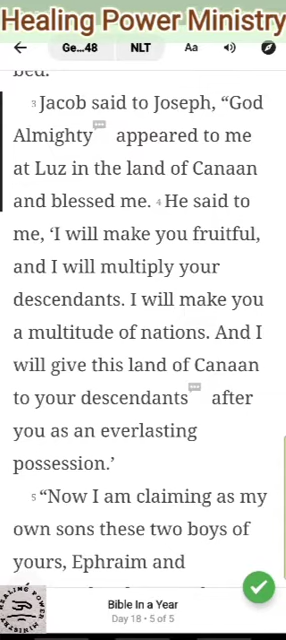 Healing Power Ministry
Ge...48 NLT Aa
bed.
3 Jacob said to Joseph, “God
Almighty appeared to me
at Luz in the land of Canaan
and blessed me. 4 He said to
me, ‘I will make you fruitful,
and I will multiply your
descendants. I will make you
a multitude of nations. And I
will give this land of Canaan
to your descendants after
you as an everlasting
possession.’
5 “Now I am claiming as my
own sons these two boys of
yours, Ephraim and
HEALING POWER
MINISTRY
Bible In a Year
Day 18 • 5 of 5